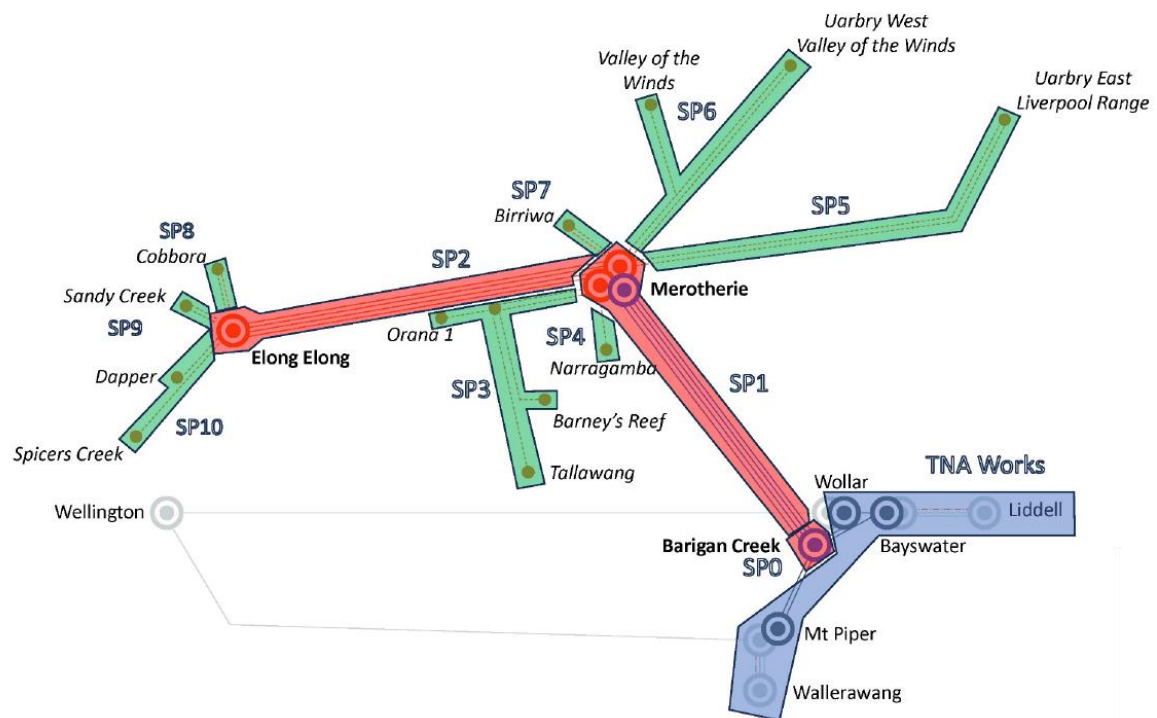 Uarbry West
Valley of the Winds
Valley of the
Winds
Uarbry East
Liverpool Range
SP6
SP7
Birriwa
SP5
SP8
Cobbora
SP2
Sandy Creek
Merotherie
SP9
Orana 1
SP4
Elong Elong
Narragamba
Dapper
SP3
SP1
Barney's Reef
SP10
Spicers Creek
Tallawang
TNA Works
Wollar
Wellington
Liddell
Barigan Creek
Bayswater
SP0
Mt Piper
Wallerawang